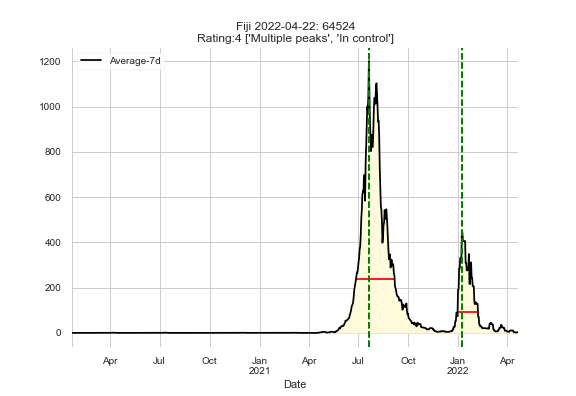 Fiji 2022-04-22: 64524
Rating:4 ['Multiple peaks', 'In control']
Average-7d
1200
1000
800
600
400
200
0
Apr Jul Oct Jan Apr Jul Oct Jan Apr
2021 2022
Date